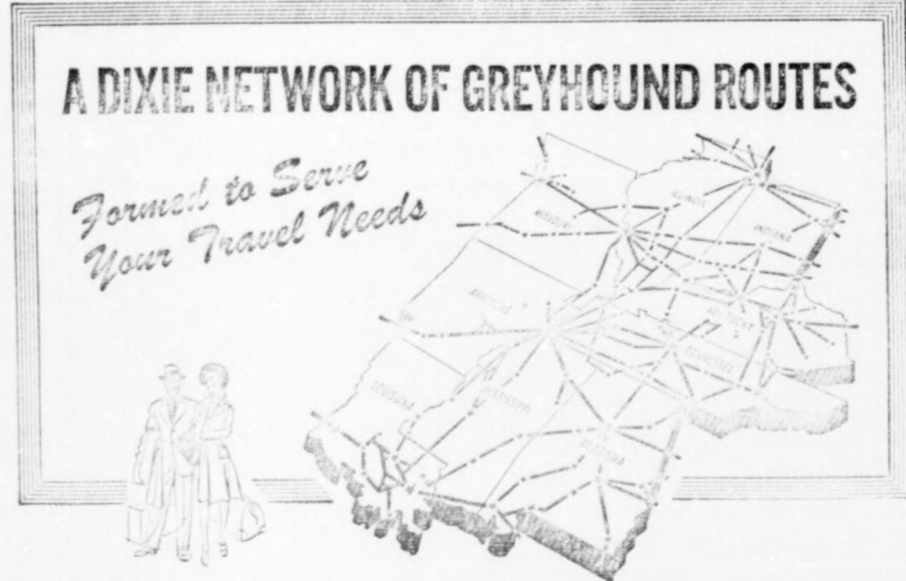 A DIXIE NETWORK OF GREYHOUND ROUTES
Formed to Serve
Your Travel Needs
MISSOURI
ILLINOIS
INDIANA
ARKANSAS
KENTUCKY
TENNESSEE
LOUISIANA
MISSISSIPPI
ALABAMA